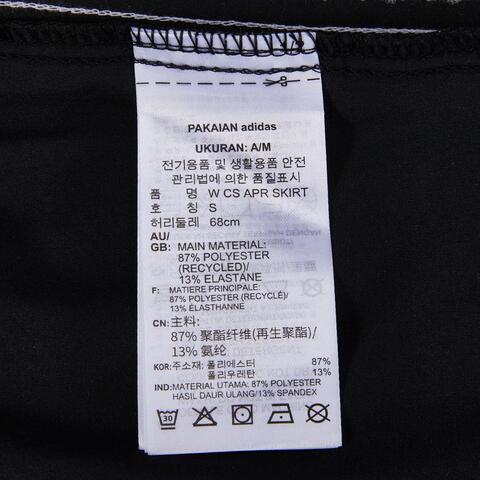 PAKAIAN adidas
UKURAN: A/M
전기용품 및 생활용품 안전
관리법에 의한 품질표시
품 명 W CS APR SKIRT
호 칭 S
허리둘레 68cm
AU/
GB: MAIN MATERIAL:
87% POLYESTER
(RECYCLED)/
13% ELASTANE
F: MATIERE PRINCIPALE:
87% POLYESTER (RECYCLÉ)/
13% ÉLASTHANNE
CN: 主料:
87% 聚酯纤维(再生聚酯)/
13% 氨纶
KOR: 주소재: 폴리에스터 87%
폴리우레탄 13%
IND: MATERIAL UTAMA: 87% POLYESTER
HASIL DAUR ULANG/13% SPANDEX
30